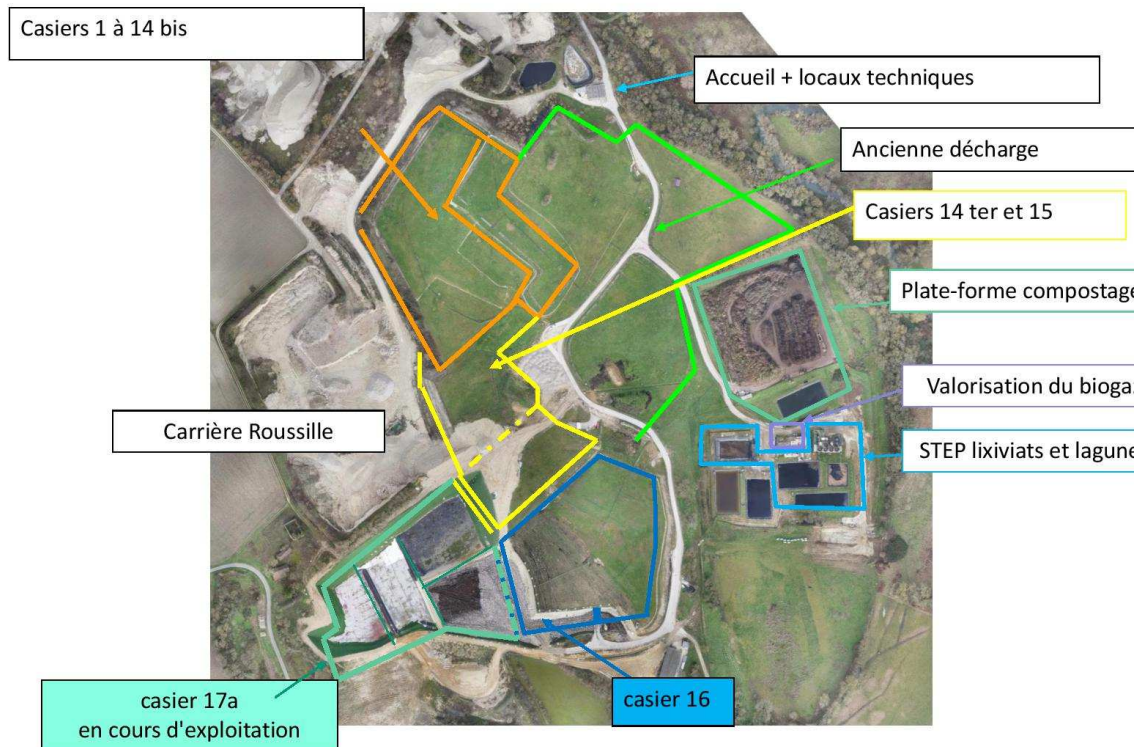 Casiers 1 à 14 bis
Accueil + locaux techniques
Ancienne décharge
Casiers 14 ter et 15
Plate-forme compostage
Valorisation du bioga
Carrière Roussille
STEP lixiviats et lagune
casier 16
casier 17a
en cours d'exploitation